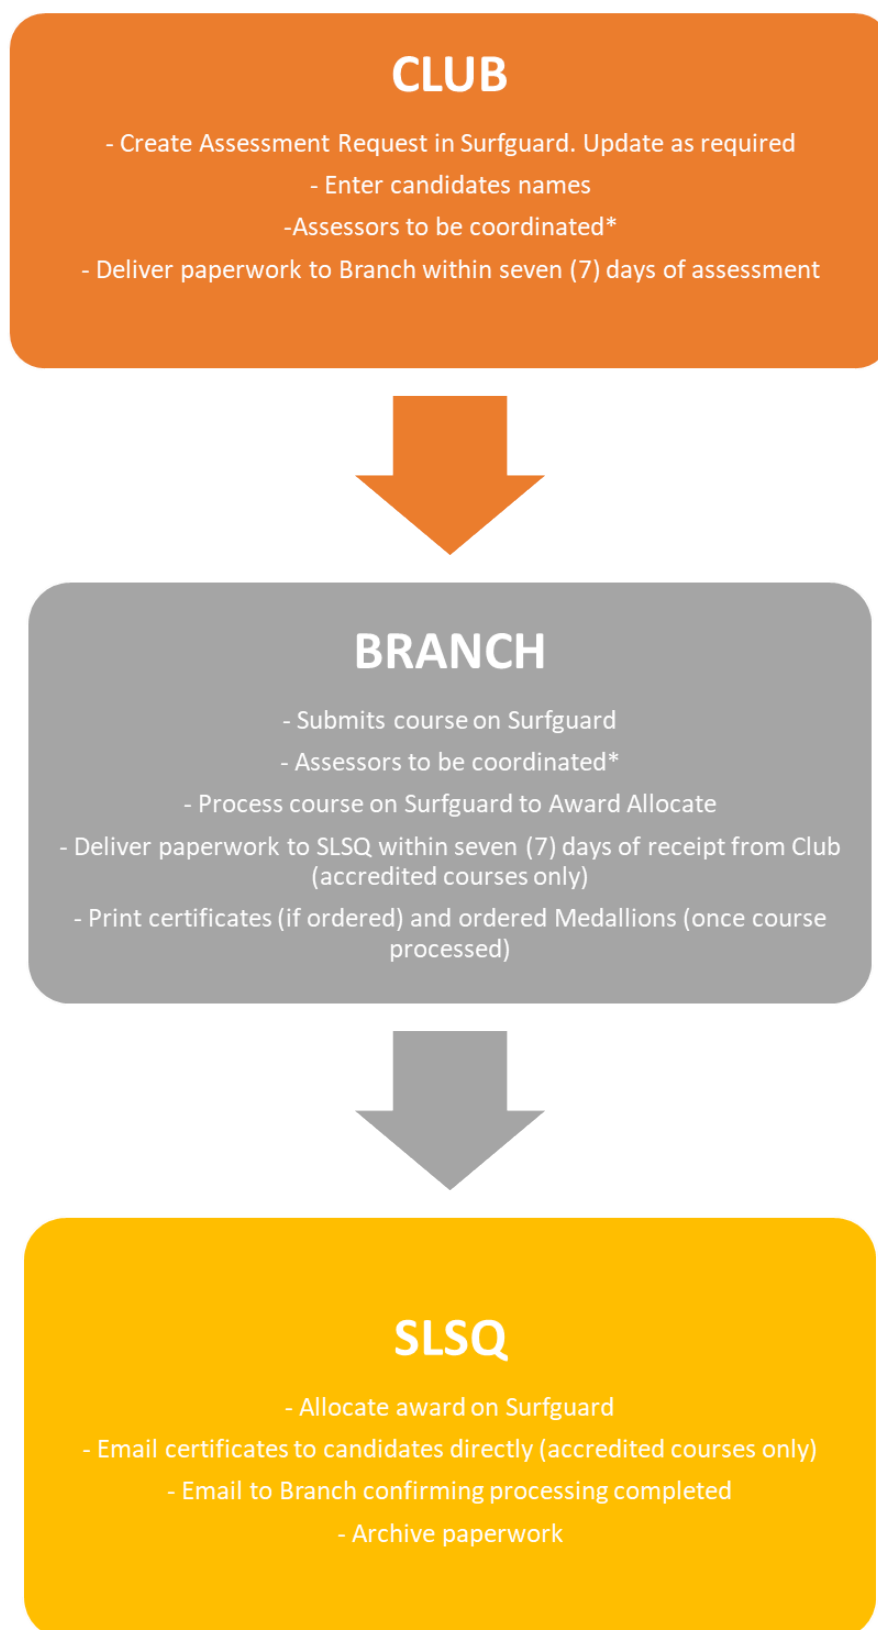 CLUB
- Create Assessment Request in Surfguard. Update as required
- Enter candidates names
-Assessors to be coordinated*
- Deliver paperwork to Branch within seven (7) days of assessment
BRANCH
- Submits course on Surfguard
- Assessors to be coordinated*
- Process course on Surfguard to Award Allocate
- Deliver paperwork to SLSQ within seven (7) days of receipt from Club
(accredited courses only)
- Print certificates (if ordered) and ordered Medallions (once course
processed)
SLSQ
- Allocate award on Surfguard
- Email certificates to candidates directly (accredited courses only)
- Email to Branch confirming processing completed
- Archive paperwork